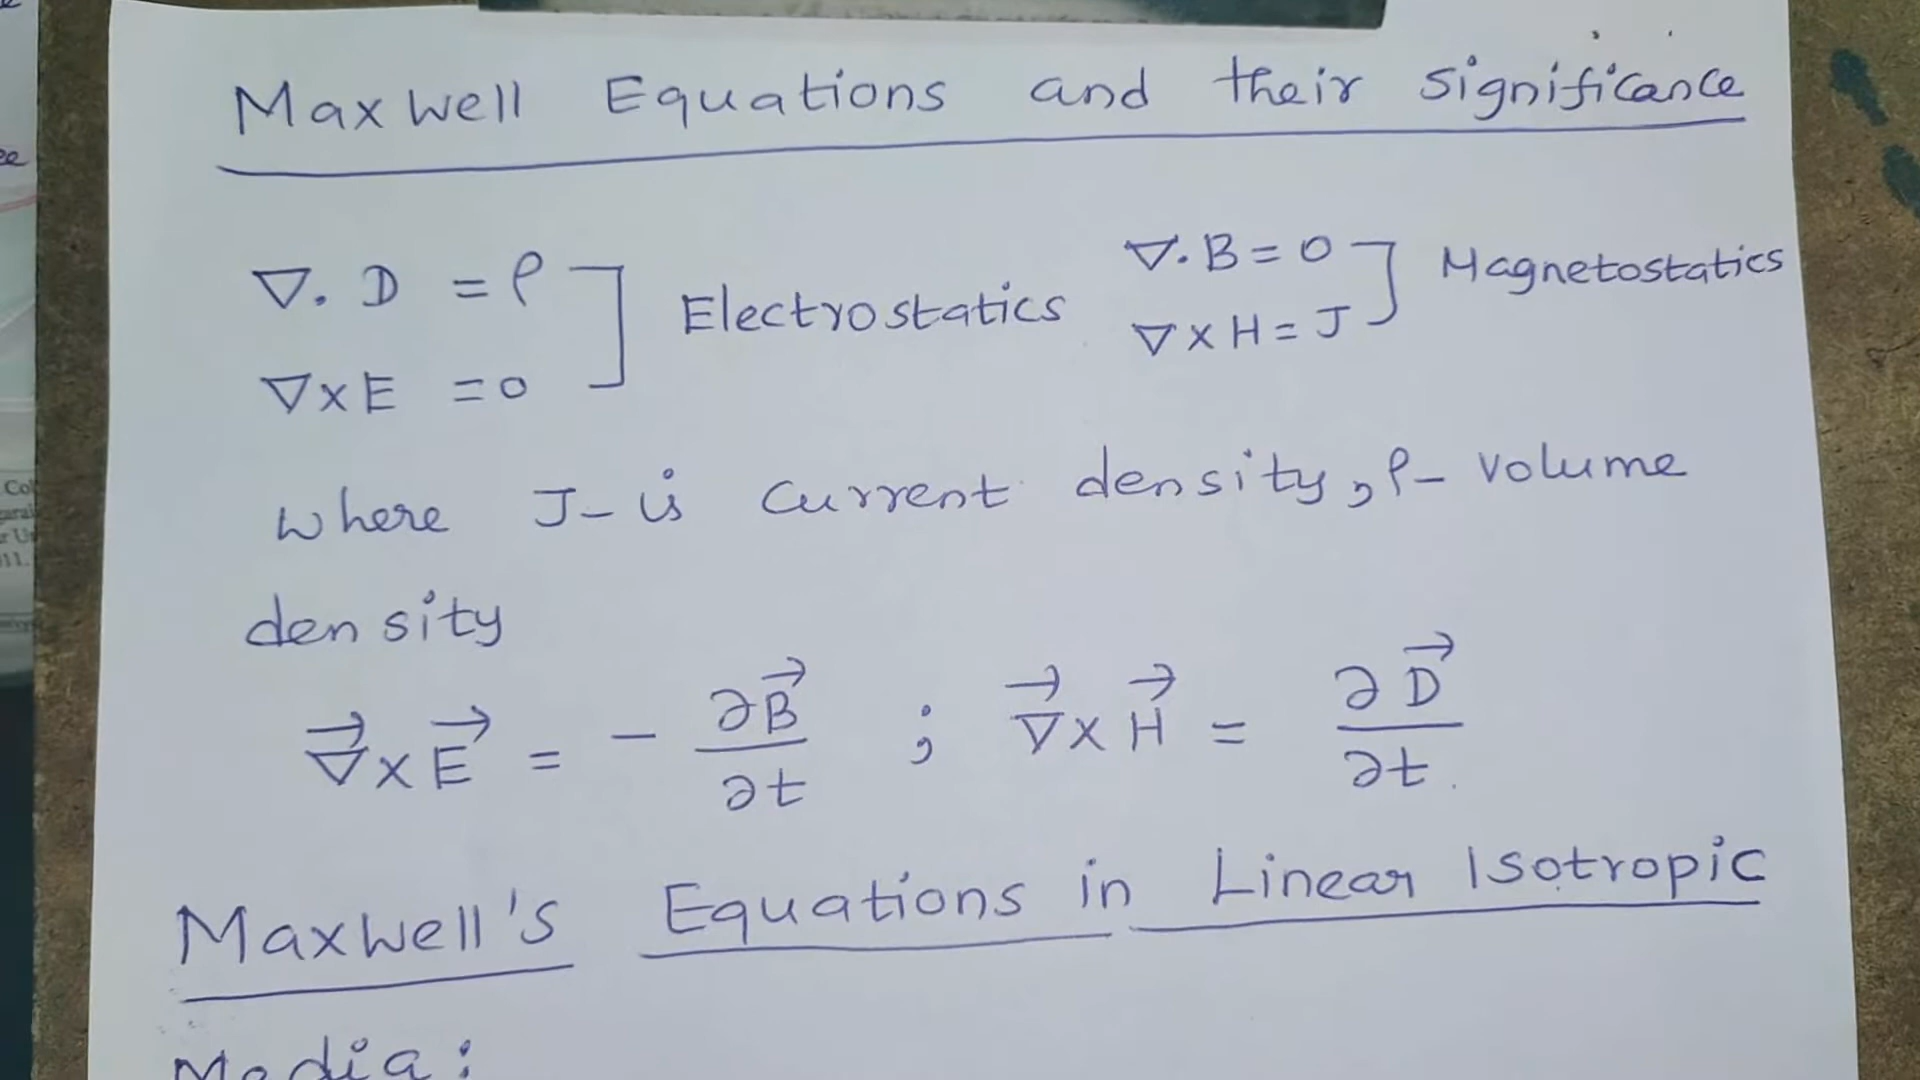 Maxwell Equations and their significance
∇. D = ρ
∇×E = 0
] Electrostatics
∇. B = 0
∇×H = J
] Magnetostatics
where J- is current density, ρ- volume
density
∇⃗×E⃗ = - ∂B⃗/∂t ; ∇⃗×H⃗ = ∂D⃗/∂t
Maxwell's Equations in Linear Isotropic
Media: